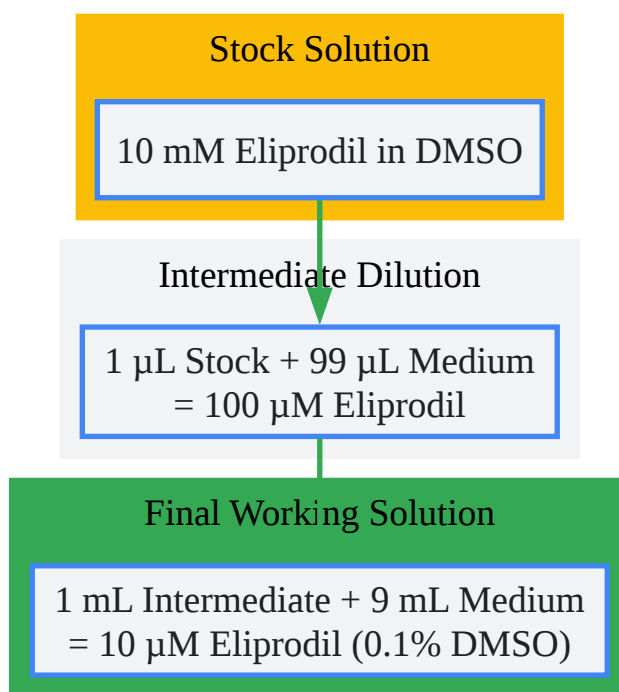 Stock Solution
10 mM Eliprodil in DMSO
Intermediate Dilution
1 µL Stock + 99 µL Medium
= 100 µM Eliprodil
Final Working Solution
1 mL Intermediate + 9 mL Medium
= 10 µM Eliprodil (0.1% DMSO)